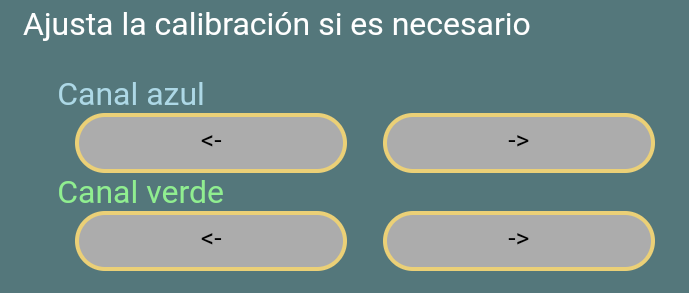 Ajusta la calibración si es necesario
Canal azul
<- ->
Canal verde
<- ->